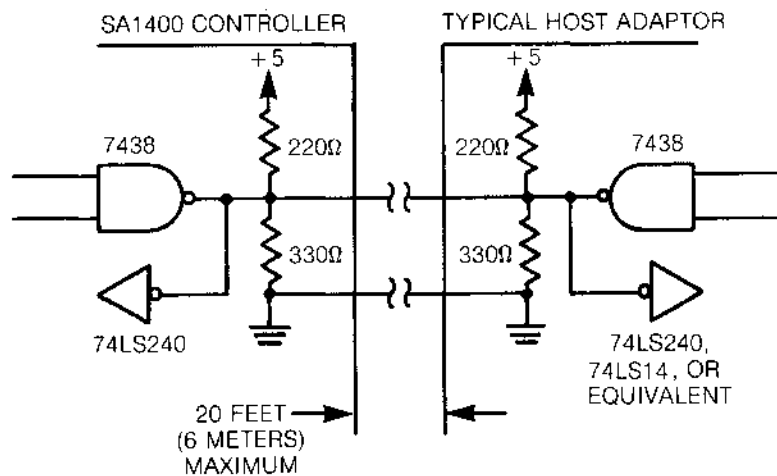 SA1400 CONTROLLER
TYPICAL HOST ADAPTOR
+5
+5
7438
220Ω
220Ω
7438
330Ω
330Ω
74LS240
74LS240,
74LS14, OR
EQUIVALENT
20 FEET
(6 METERS)
MAXIMUM